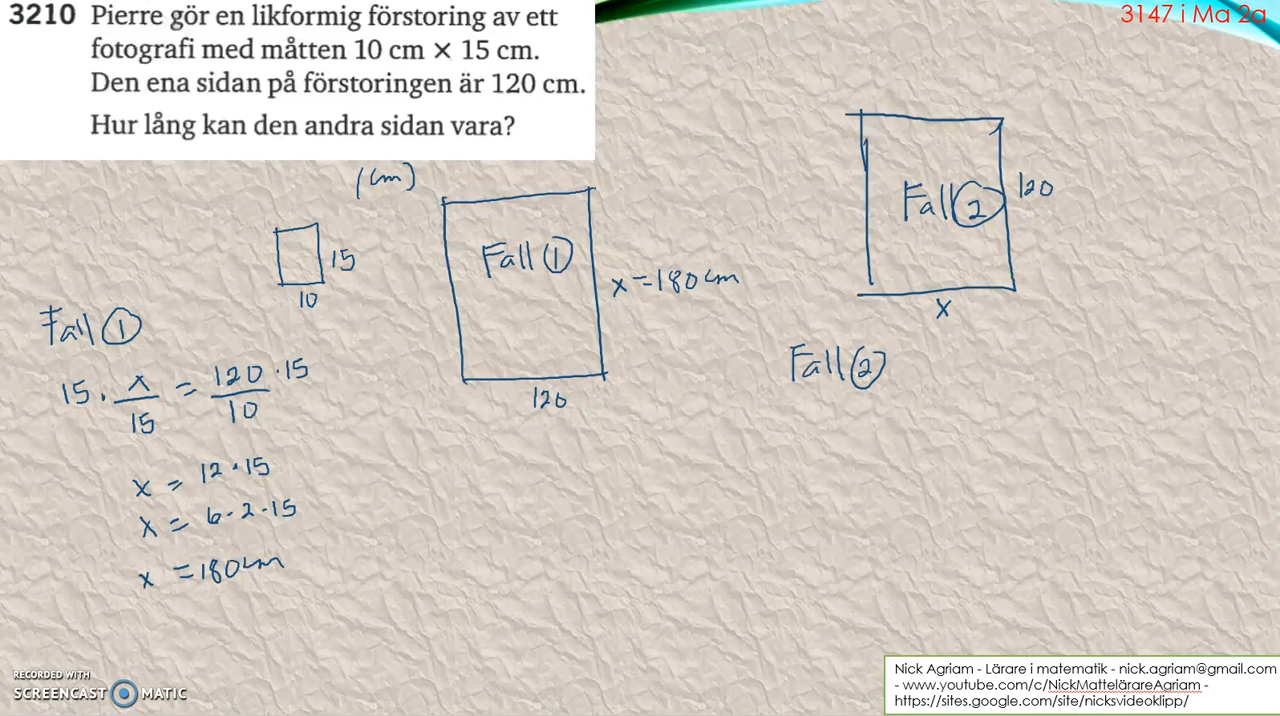 3210 Pierre gör en likformig förstoring av ett
fotografi med måtten 10 cm × 15 cm.
Den ena sidan på förstoringen är 120 cm.
Hur lång kan den andra sidan vara?
3147 i Ma 2a
(cm)
15
10
Fall ①
x = 180 cm
120
Fall ②
120
x
Fall ①
15 · x/15 = 120/10 · 15
x = 12 · 15
x = 6 · 2 · 15
x = 180 cm
Fall ②
RECORDED WITH
SCREENCAST MATIC
Nick Agriam - Lärare i matematik - nick.agriam@gmail.com
- www.youtube.com/c/NickMattelärareAgriam -
https://sites.google.com/site/nicksvideoklipp/